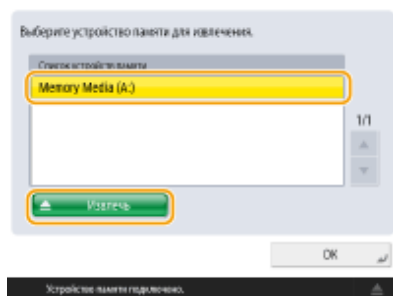 Выберите устройство памяти для извлечения.
Список устройств памяти
Memory Media (A:)
1/1
Извлечь
OK
Устройство памяти подключено.